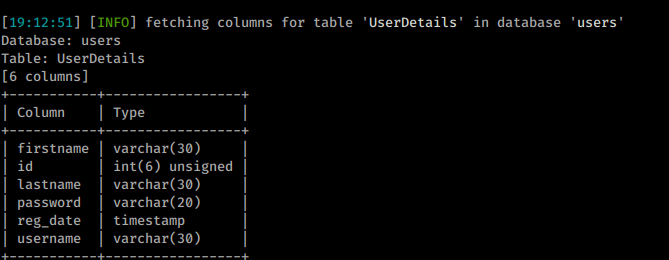 [19:12:51] [INFO] fetching columns for table 'UserDetails' in database 'users'
Database: users
Table: UserDetails
[6 columns]
+-----------+-----------------+
| Column    | Type            |
+-----------+-----------------+
| firstname | varchar(30)     |
| id        | int(6) unsigned |
| lastname  | varchar(30)     |
| password  | varchar(20)     |
| reg_date  | timestamp       |
| username  | varchar(30)     |
+-----------+-----------------+